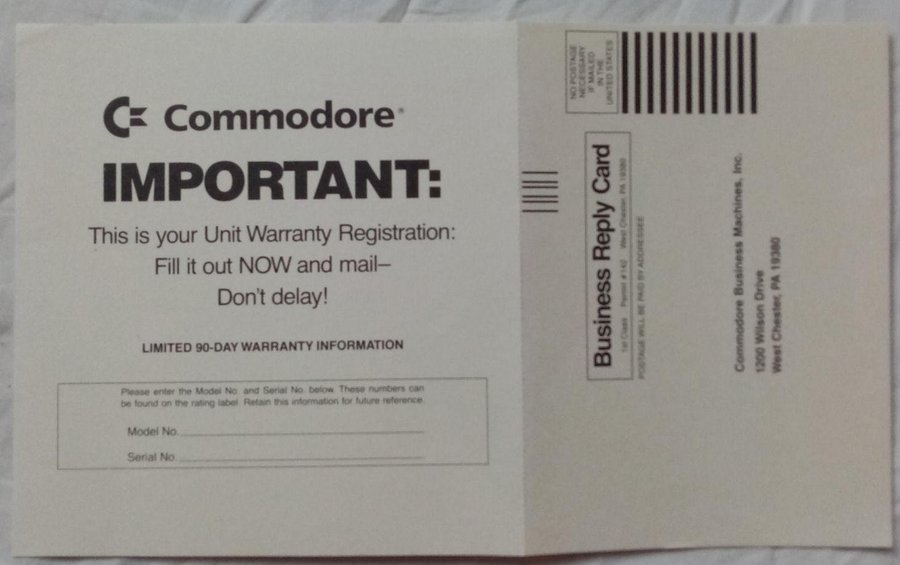 Commodore®
IMPORTANT:
This is your Unit Warranty Registration:
Fill it out NOW and mail–
Don't delay!
LIMITED 90-DAY WARRANTY INFORMATION
Please enter the Model No. and Serial No. below. These numbers can
be found on the rating label. Retain this information for future reference.
Model No.
Serial No.
NO POSTAGE
NECESSARY
IF MAILED
IN THE
UNITED STATES
Business Reply Card
1st Class Permit #142 West Chester, PA 19380
POSTAGE WILL BE PAID BY ADDRESSEE
Commodore Business Machines, Inc.
1200 Wilson Drive
West Chester, PA 19380